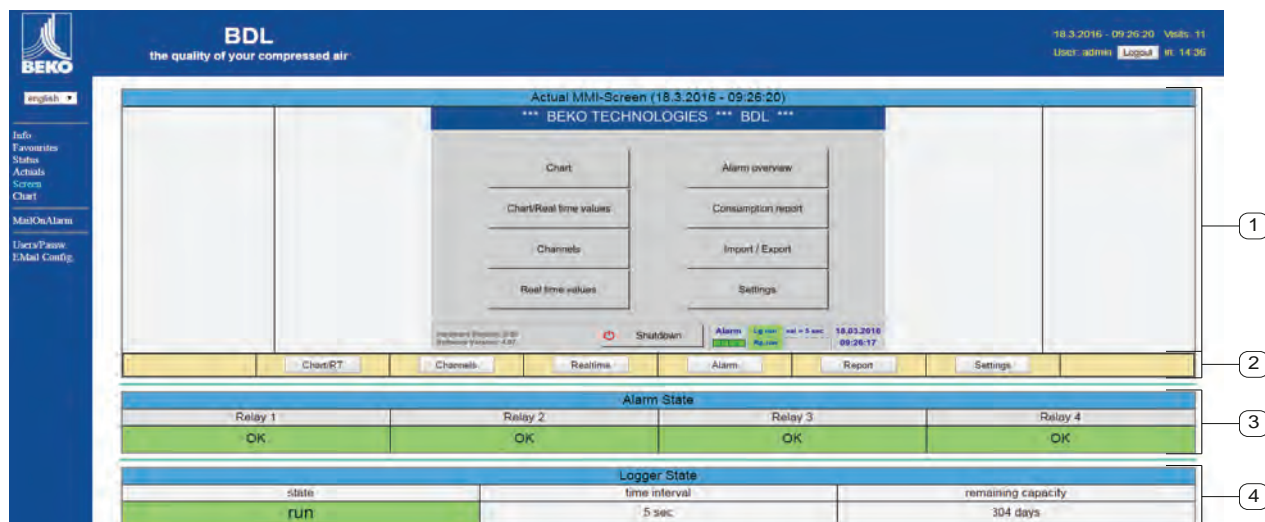 BEKO
BDL
the quality of your compressed air
18.3.2016 - 09:26:20 Visits: 11
User: admin Logout in: 14:36
english
Info
Favourites
Status
Actuals
Screen
Chart
MailOnAlarm
Users/Passw.
EMail Config.
Actual MMI-Screen (18.3.2016 - 09:26:20)
*** BEKO TECHNOLOGIES *** BDL ***
Chart
Alarm overview
Chart/Real time values
Consumption report
Channels
Import / Export
Real time values
Settings
Hardware Version:
Software Version:
Shutdown
Alarm
18.03.2016
09:26:17
1
Chart/RT
Channels
Realtime
Alarm
Report
Settings
2
Alarm State
Relay 1
Relay 2
Relay 3
Relay 4
OK
OK
OK
OK
3
Logger State
state
time interval
remaining capacity
run
5 sec
304 days
4